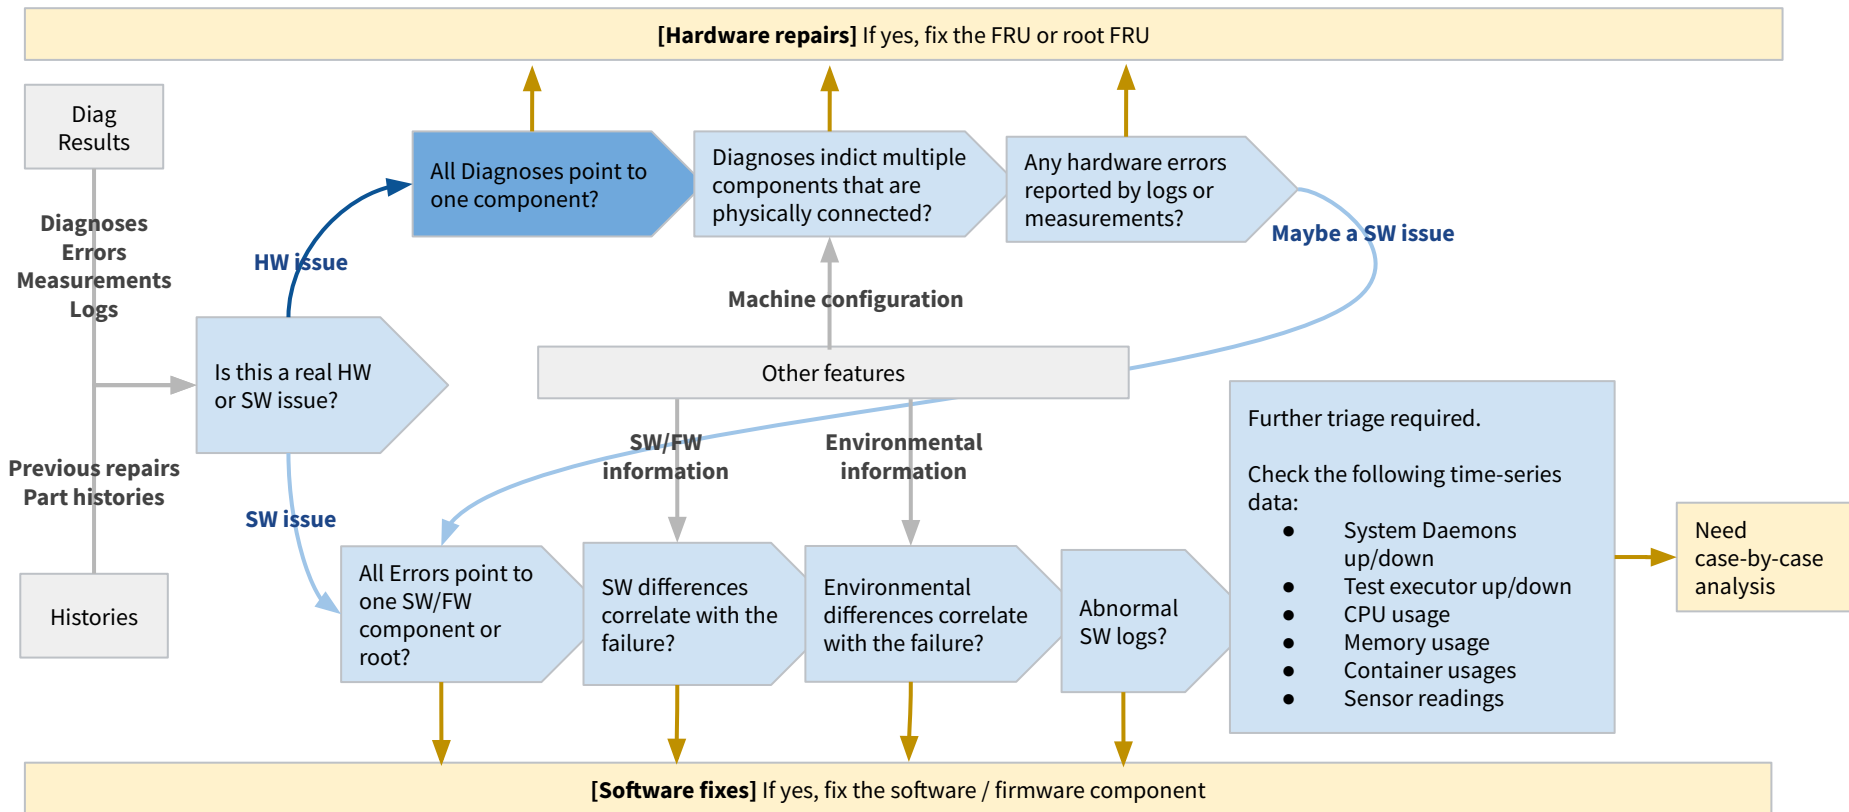 [Hardware repairs] If yes, fix the FRU or root FRU
Diag
Results
All Diagnoses point to
one component?
Diagnoses indict multiple
components that are
physically connected?
Any hardware errors
reported by logs or
measurements?
Diagnoses
Errors
Measurements
Logs
HW issue
Maybe a SW issue
Machine configuration
Is this a real HW
or SW issue?
Other features
SW/FW
information
Environmental
information
Previous repairs
Part histories
SW issue
Histories
All Errors point to
one SW/FW
component or
root?
SW differences
correlate with the
failure?
Environmental
differences correlate
with the failure?
Abnormal
SW logs?
Further triage required.
Check the following time-series
data:
● System Daemons
up/down
● Test executor up/down
● CPU usage
● Memory usage
● Container usages
● Sensor readings
Need
case-by-case
analysis
[Software fixes] If yes, fix the software / firmware component